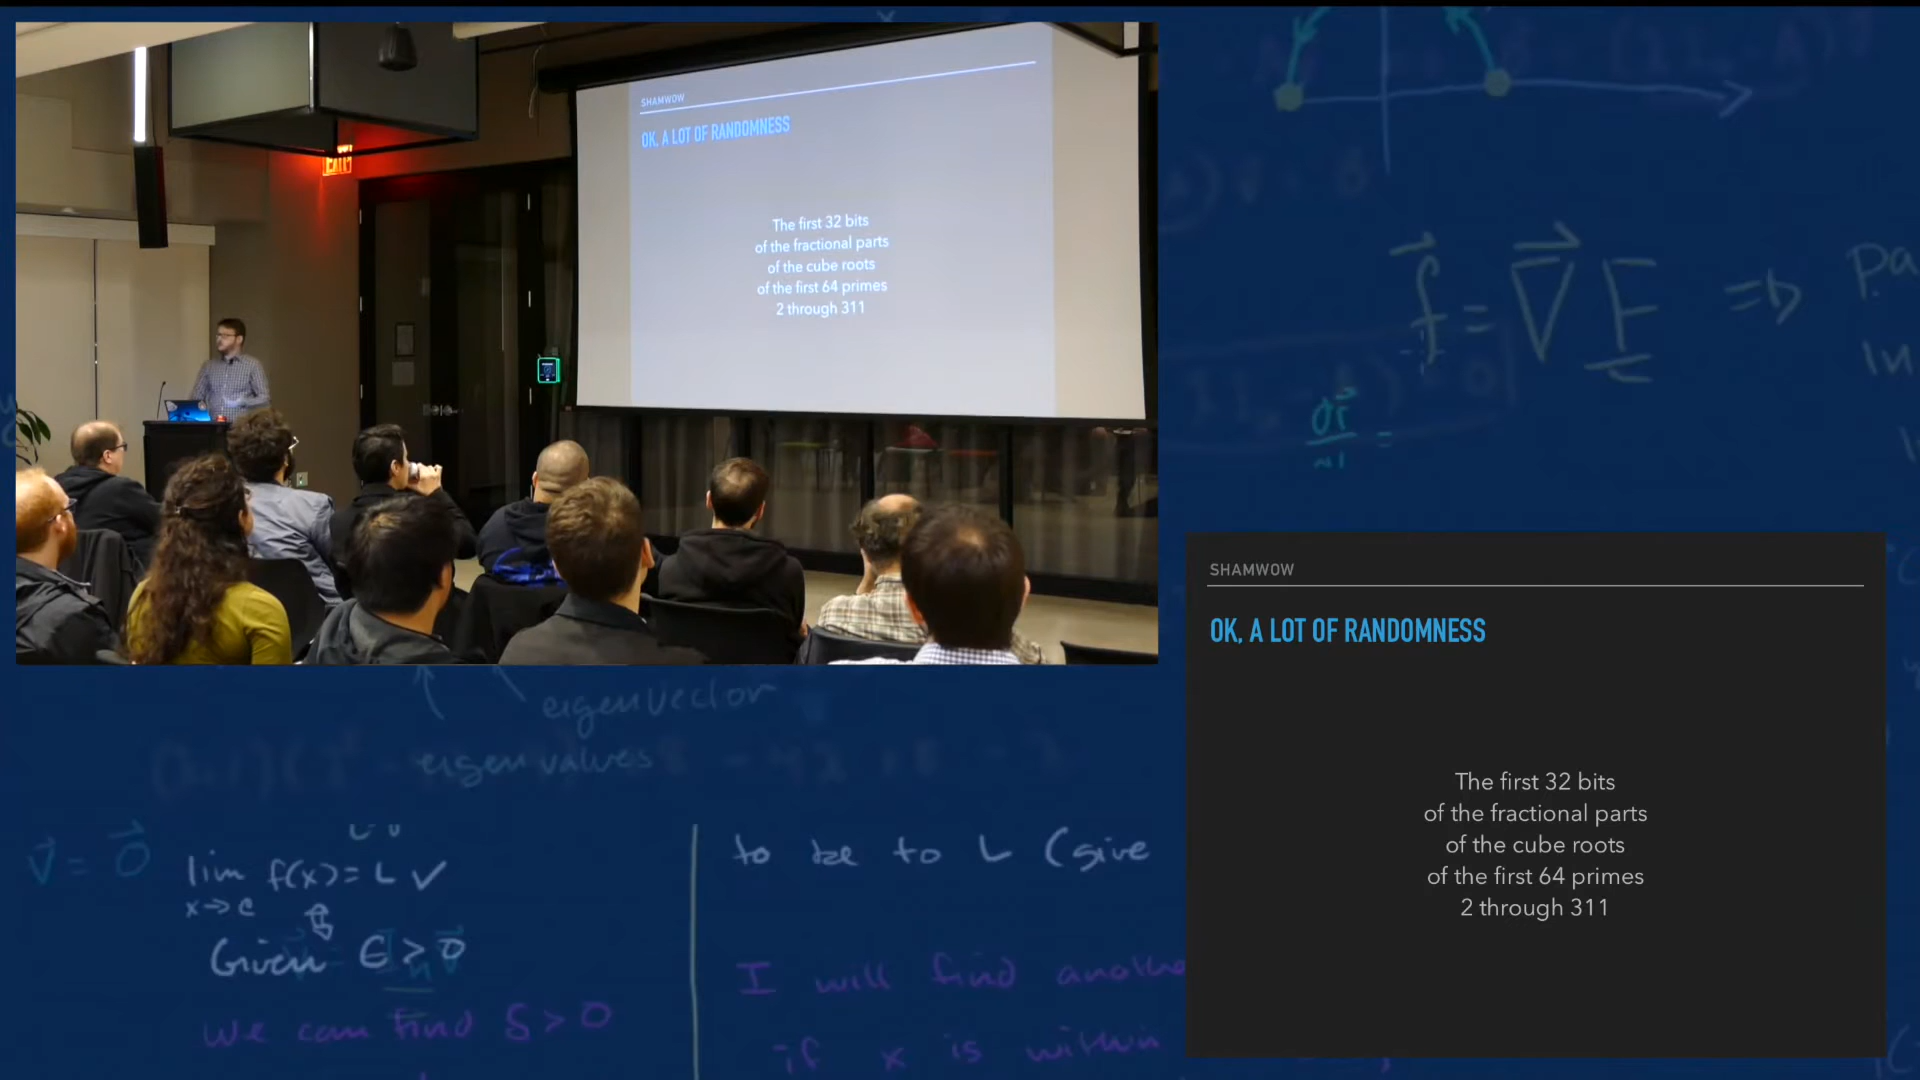 SHAMWOW
OK, A LOT OF RANDOMNESS
The first 32 bits
of the fractional parts
of the cube roots
of the first 64 primes
2 through 311
EXIT
SHAMWOW
OK, A LOT OF RANDOMNESS
The first 32 bits
of the fractional parts
of the cube roots
of the first 64 primes
2 through 311
f = ∇ F =>
eigenvector
eigenvalues
v = 0
lim f(x) = L ✓
x → c
Given ε > 0
We can find δ > 0
to be to L (give
I will find
if x is within